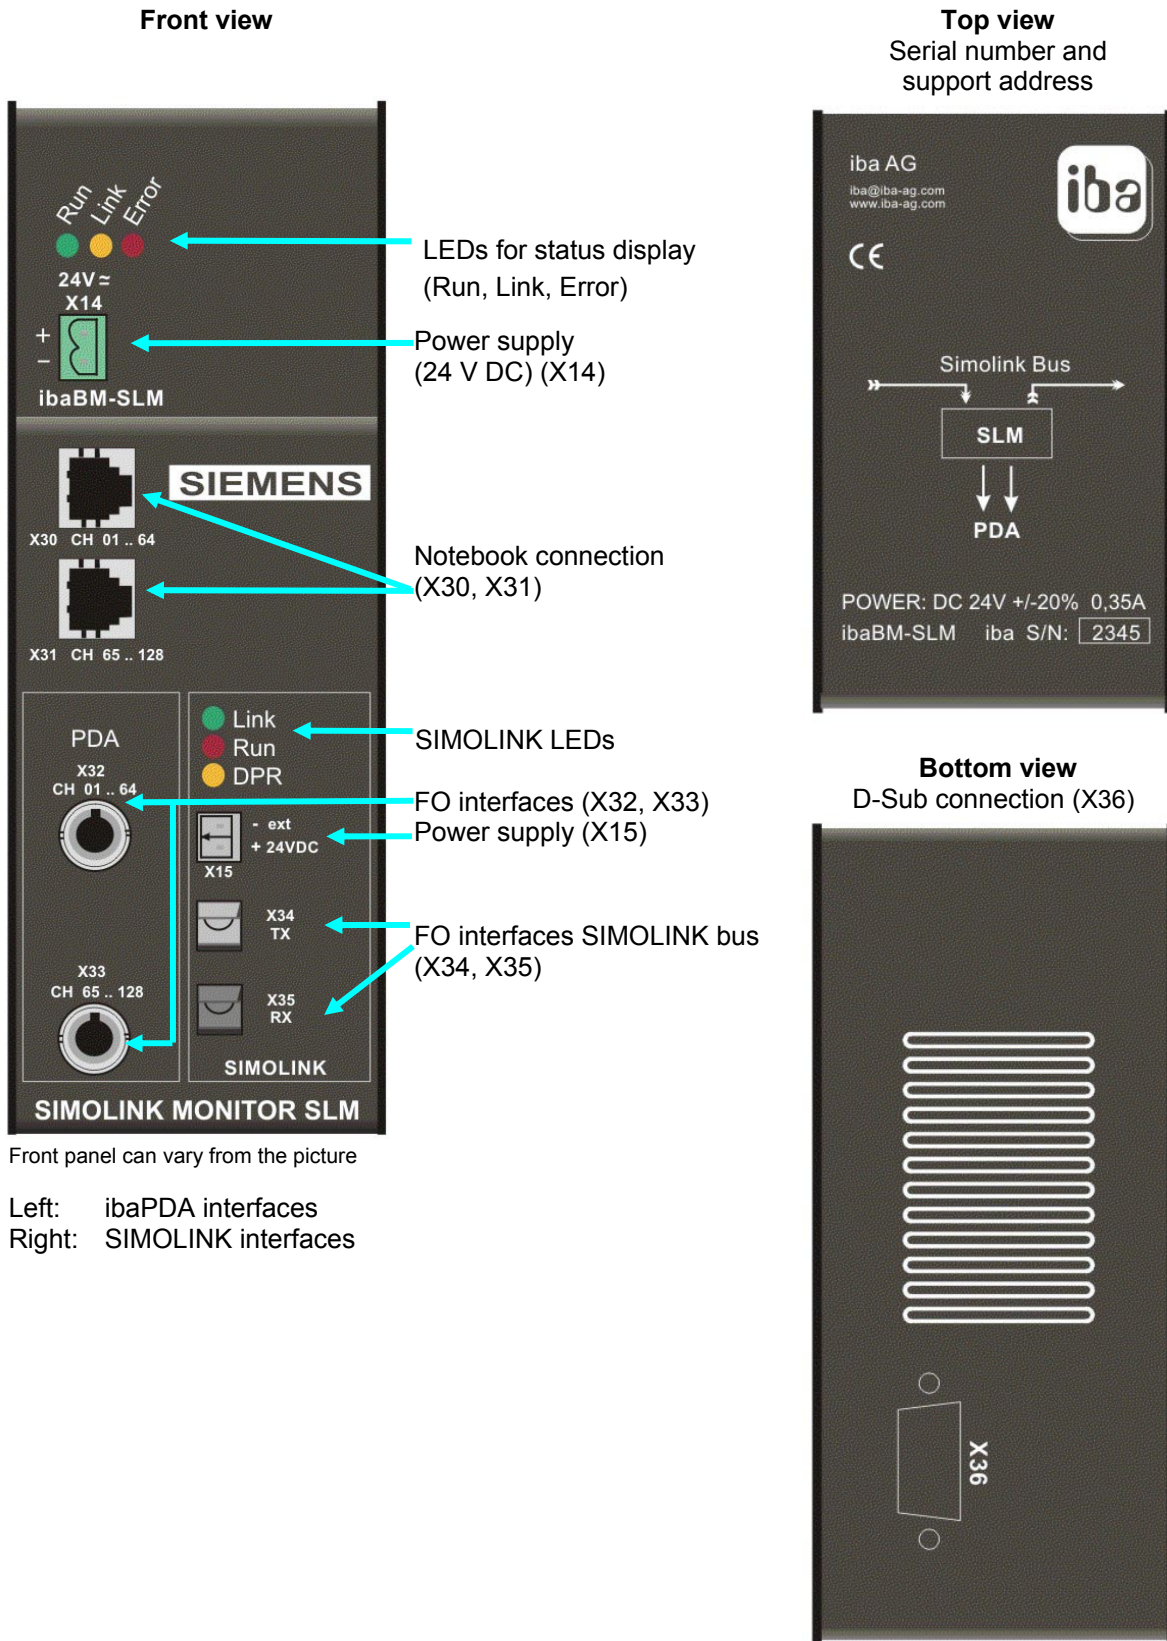 Front view
Run
Link
Error
24V ≂
X14
+
−
ibaBM-SLM
SIEMENS
X30 CH 01 .. 64
X31 CH 65 .. 128
PDA
X32
CH 01 .. 64
X33
CH 65 .. 128
Link
Run
DPR
- ext
+ 24VDC
X15
X34
TX
X35
RX
SIMOLINK
SIMOLINK MONITOR SLM
LEDs for status display
(Run, Link, Error)
Power supply
(24 V DC) (X14)
Notebook connection
(X30, X31)
SIMOLINK LEDs
FO interfaces (X32, X33)
Power supply (X15)
FO interfaces SIMOLINK bus
(X34, X35)
Front panel can vary from the picture
Left: ibaPDA interfaces
Right: SIMOLINK interfaces
Top view
Serial number and
support address
iba AG
iba@iba-ag.com
www.iba-ag.com
iba
CE
Simolink Bus
SLM
PDA
POWER: DC 24V +/-20% 0,35A
ibaBM-SLM iba S/N: 2345
Bottom view
D-Sub connection (X36)
X36